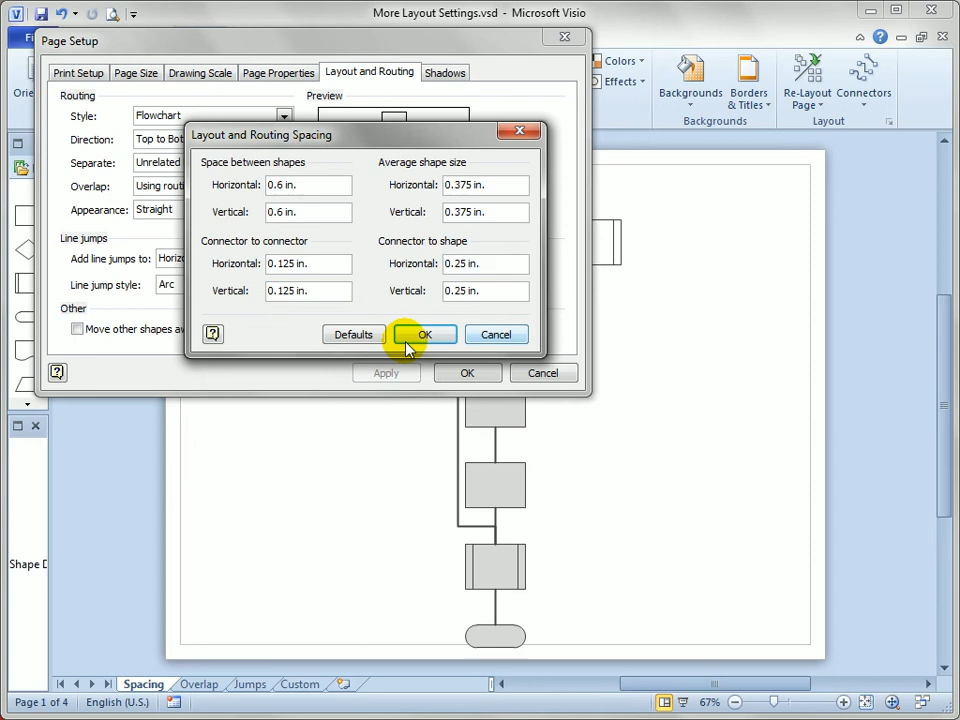 More Layout Settings.vsd - Microsoft Visio
Page Setup
Print Setup
Page Size
Drawing Scale
Page Properties
Layout and Routing
Shadows
Colors
Effects
Backgrounds
Borders
& Titles
Re-Layout
Page
Connectors
Backgrounds
Layout
Routing
Preview
Style: Flowchart
Direction: Top to Bot
Separate: Unrelated
Overlap: Using routi
Appearance: Straight
Line jumps
Add line jumps to: Horiz
Line jump style: Arc
Other
Move other shapes aw
Layout and Routing Spacing
Space between shapes
Horizontal: 0.6 in.
Vertical: 0.6 in.
Average shape size
Horizontal: 0.375 in.
Vertical: 0.375 in.
Connector to connector
Horizontal: 0.125 in.
Vertical: 0.125 in.
Connector to shape
Horizontal: 0.25 in.
Vertical: 0.25 in.
Defaults
OK
Cancel
Apply
OK
Cancel
Shape D
Spacing
Overlap
Jumps
Custom
Page 1 of 4
English (U.S.)
67%